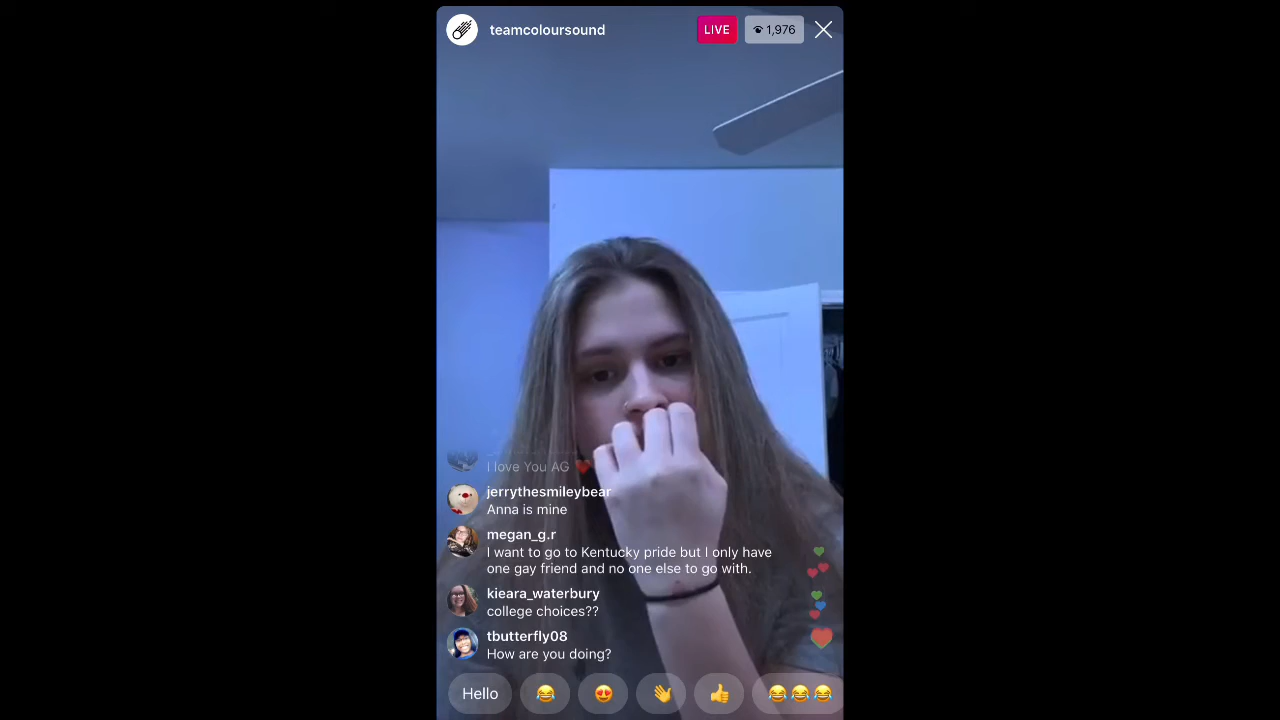 teamcoloursound
LIVE
1,976
I love You AG
jerrythesmileybear
Anna is mine
megan_g.r
I want to go to Kentucky pride but I only have
one gay friend and no one else to go with.
kieara_waterbury
college choices??
tbutterfly08
How are you doing?
Hello